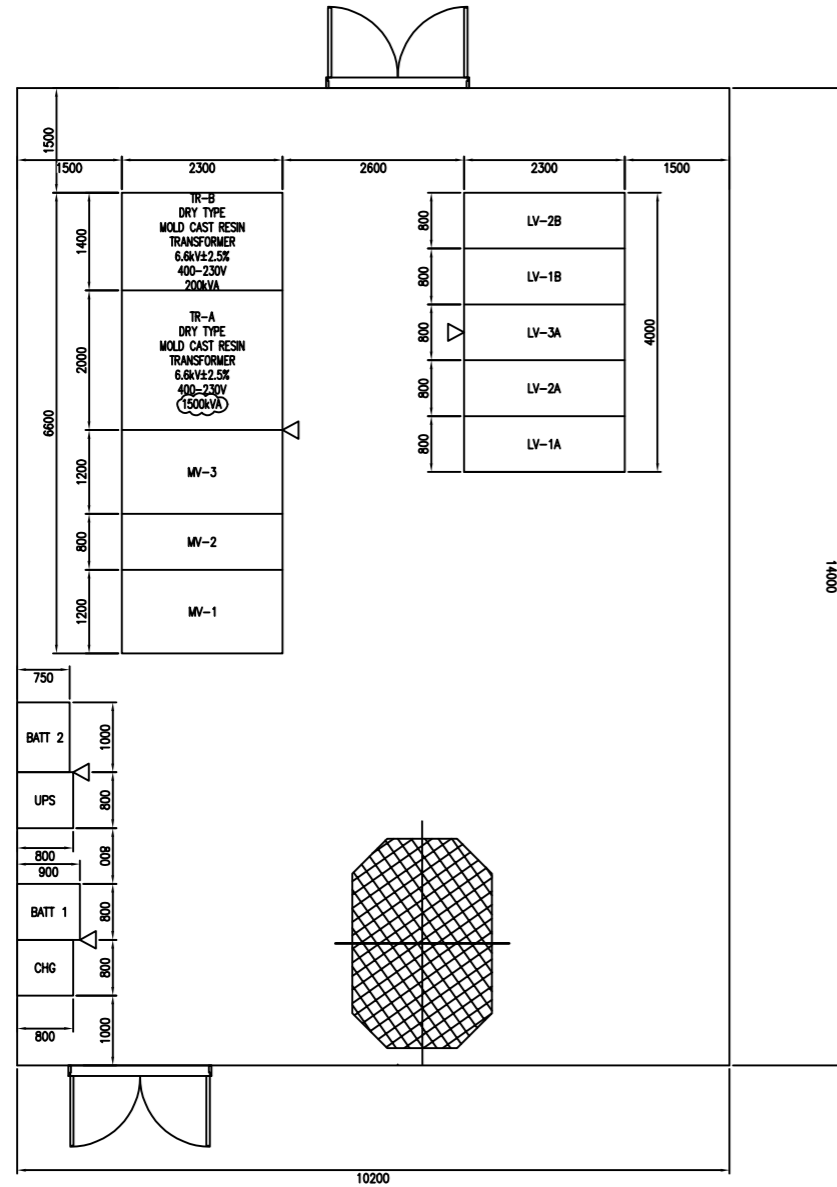 1500
1500
2300
2600
2300
1500
TR-B
DRY TYPE
MOLD CAST RESIN
TRANSFORMER
6.6kV±2.5%
400-230V
200kVA
1400
TR-A
DRY TYPE
MOLD CAST RESIN
TRANSFORMER
6.6kV±2.5%
400-230V
1500kVA
2000
6600
MV-3
1200
MV-2
800
MV-1
1200
800
LV-2B
800
LV-1B
800
LV-3A
800
LV-2A
800
LV-1A
4000
14000
750
BATT 2
1000
UPS
800
800
800
900
BATT 1
800
CHG
800
800
1000
10200